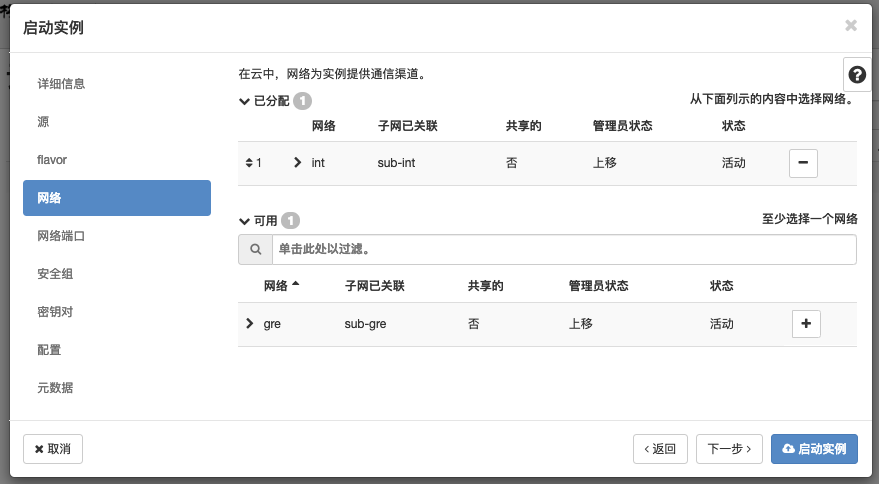 启动实例
详细信息
源
flavor
网络
网络端口
安全组
密钥对
配置
元数据
在云中，网络为实例提供通信渠道。
已分配 1
从下面列示的内容中选择网络。
网络 子网已关联 共享的 管理员状态 状态
1 int sub-int 否 上移 活动
可用 1
至少选择一个网络
单击此处以过滤。
网络 子网已关联 共享的 管理员状态 状态
gre sub-gre 否 上移 活动
取消
返回
下一步
启动实例